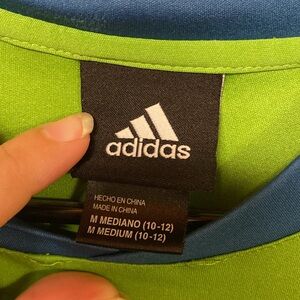 adidas
HECHO EN CHINA
MADE IN CHINA
M MEDIANO (10-12)
M MEDIUM (10-12)